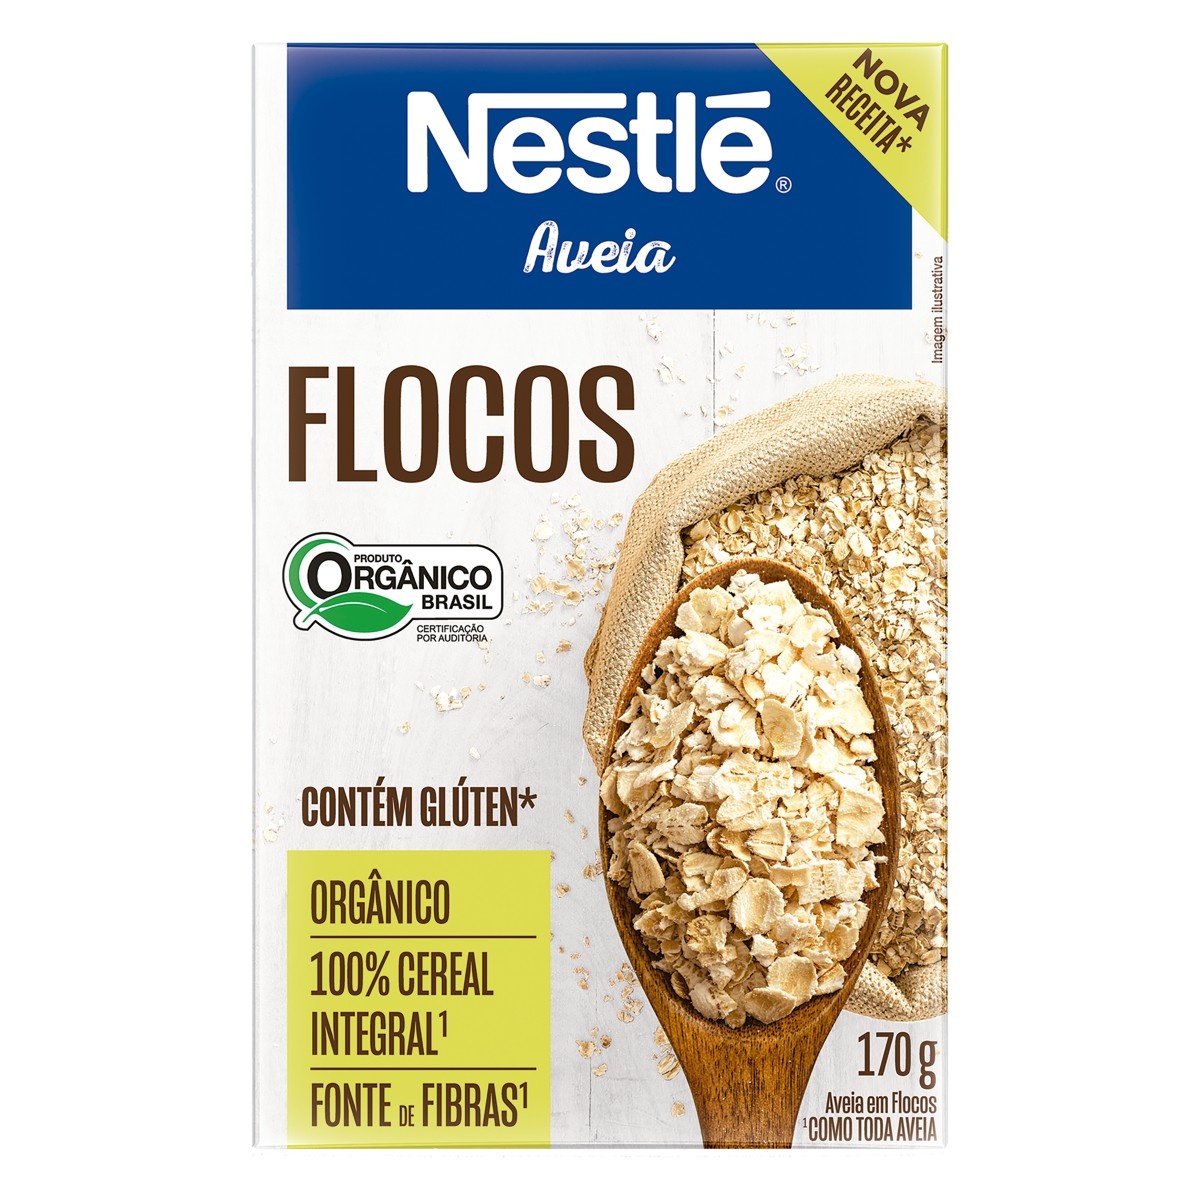 Nestlé®
Aveia
NOVA
RECEITA*
Imagem ilustrativa
FLOCOS
PRODUTO
ORGÂNICO
BRASIL
CERTIFICAÇÃO
POR AUDITORIA
CONTÉM GLÚTEN*
ORGÂNICO
100% CEREAL
INTEGRAL¹
FONTE DE FIBRAS¹
170 g
Aveia em Flocos
¹COMO TODA AVEIA